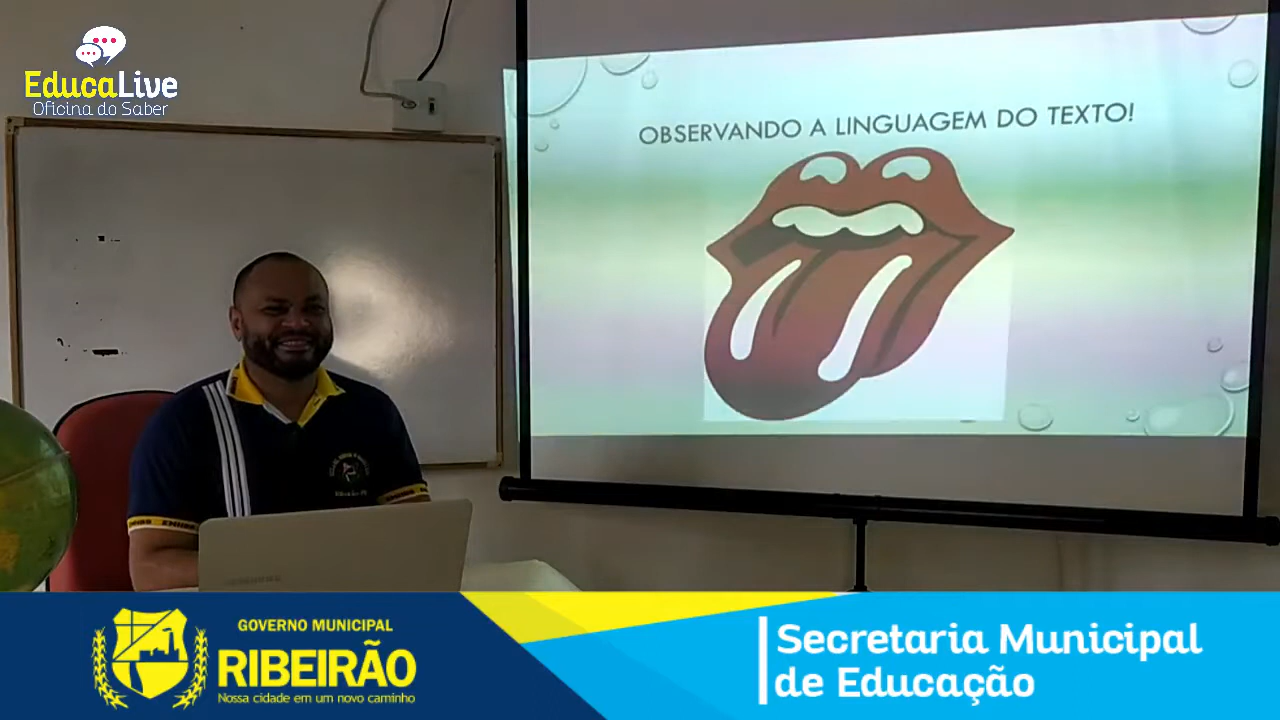 EducaLive
Oficina do Saber
OBSERVANDO A LINGUAGEM DO TEXTO!
GOVERNO MUNICIPAL
RIBEIRÃO
Nossa cidade em um novo caminho
Secretaria Municipal
de Educação